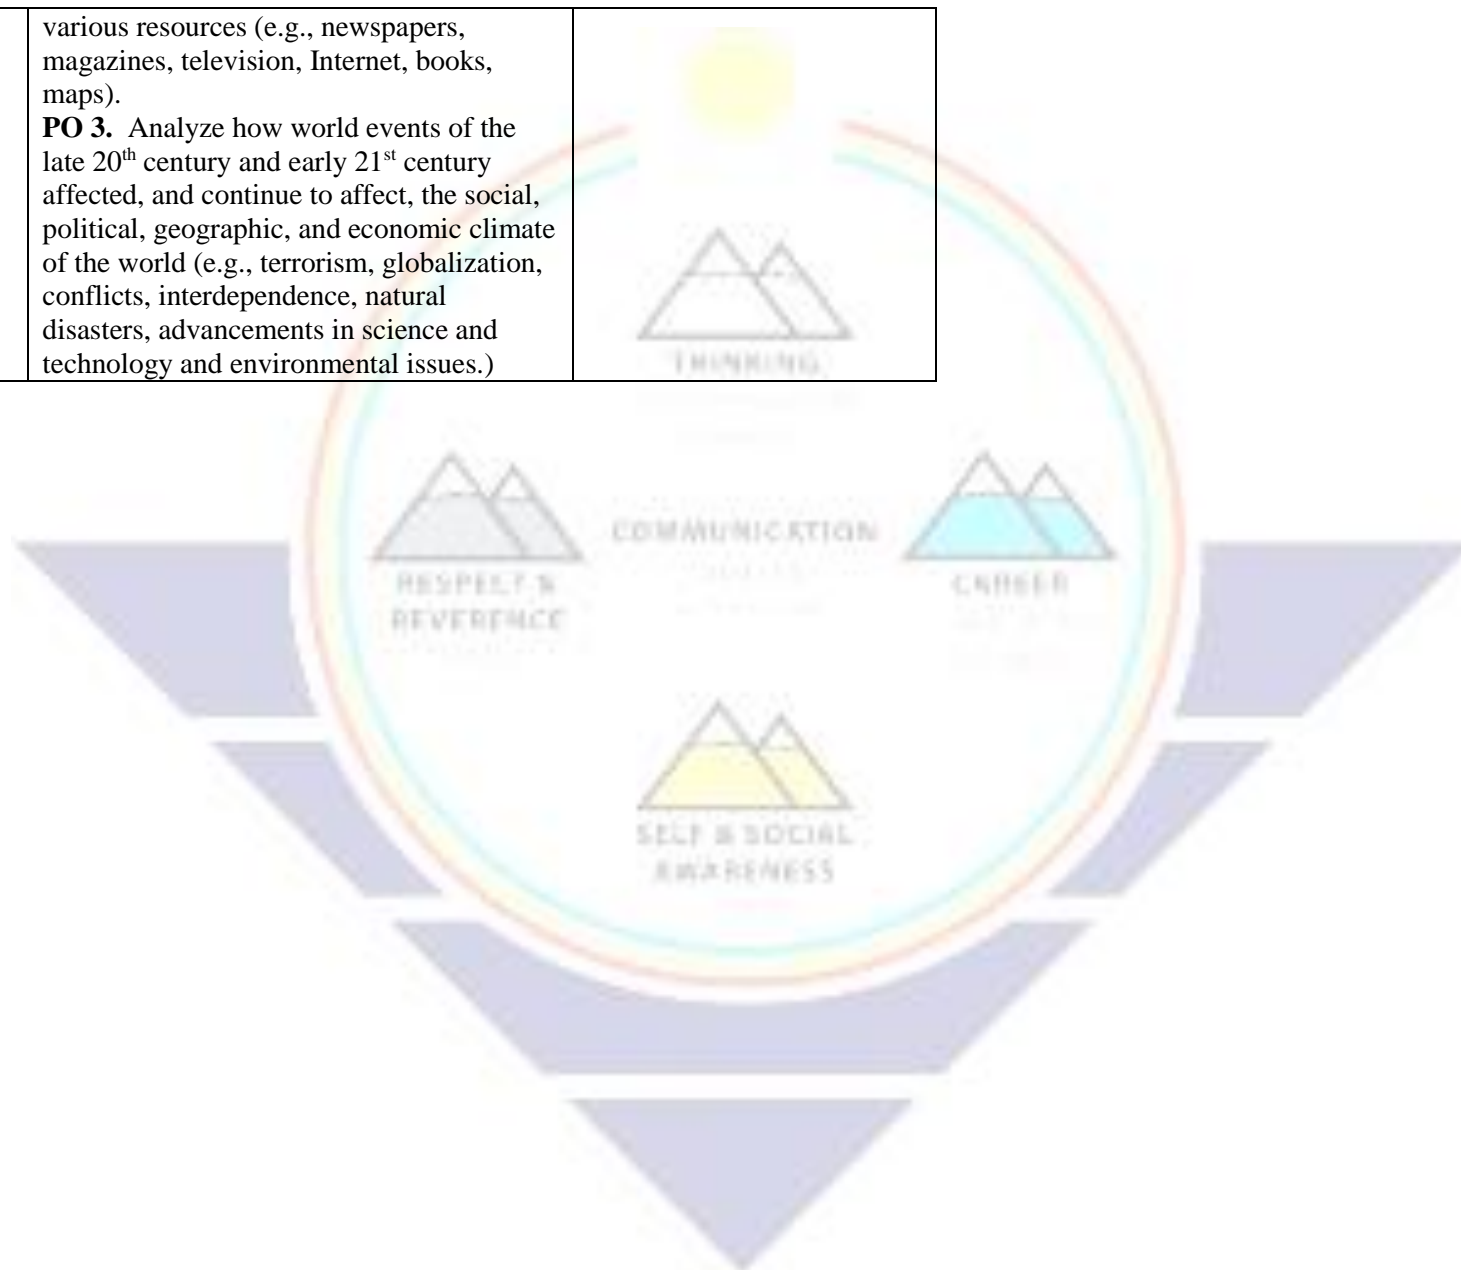 various resources (e.g., newspapers,
magazines, television, Internet, books,
maps).
PO 3. Analyze how world events of the
late 20th century and early 21st century
affected, and continue to affect, the social,
political, geographic, and economic climate
of the world (e.g., terrorism, globalization,
conflicts, interdependence, natural
disasters, advancements in science and
technology and environmental issues.)
THINKING
COMMUNICATION
RESPECT &
REVERENCE
CAREER
SELF & SOCIAL
AWARENESS